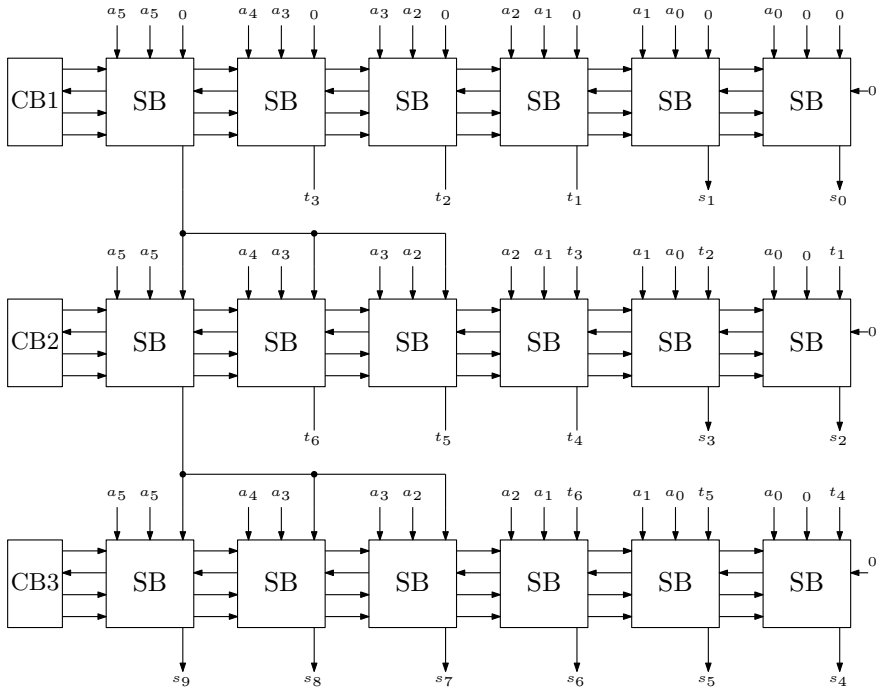 a₅ a₅ 0 a₄ a₃ 0 a₃ a₂ 0 a₂ a₁ 0 a₁ a₀ 0 a₀ 0 0
CB1 SB SB SB SB SB SB 0
t₃ t₂ t₁ s₁ s₀
a₅ a₅ a₄ a₃ a₃ a₂ a₂ a₁ t₃ a₁ a₀ t₂ a₀ 0 t₁
CB2 SB SB SB SB SB SB 0
t₆ t₅ t₄ s₃ s₂
a₅ a₅ a₄ a₃ a₃ a₂ a₂ a₁ t₆ a₁ a₀ t₅ a₀ 0 t₄
CB3 SB SB SB SB SB SB 0
s₉ s₈ s₇ s₆ s₅ s₄